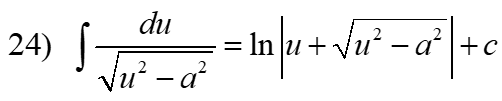 24) ∫ du / √(u² − a²) = ln |u + √(u² − a²)| + c